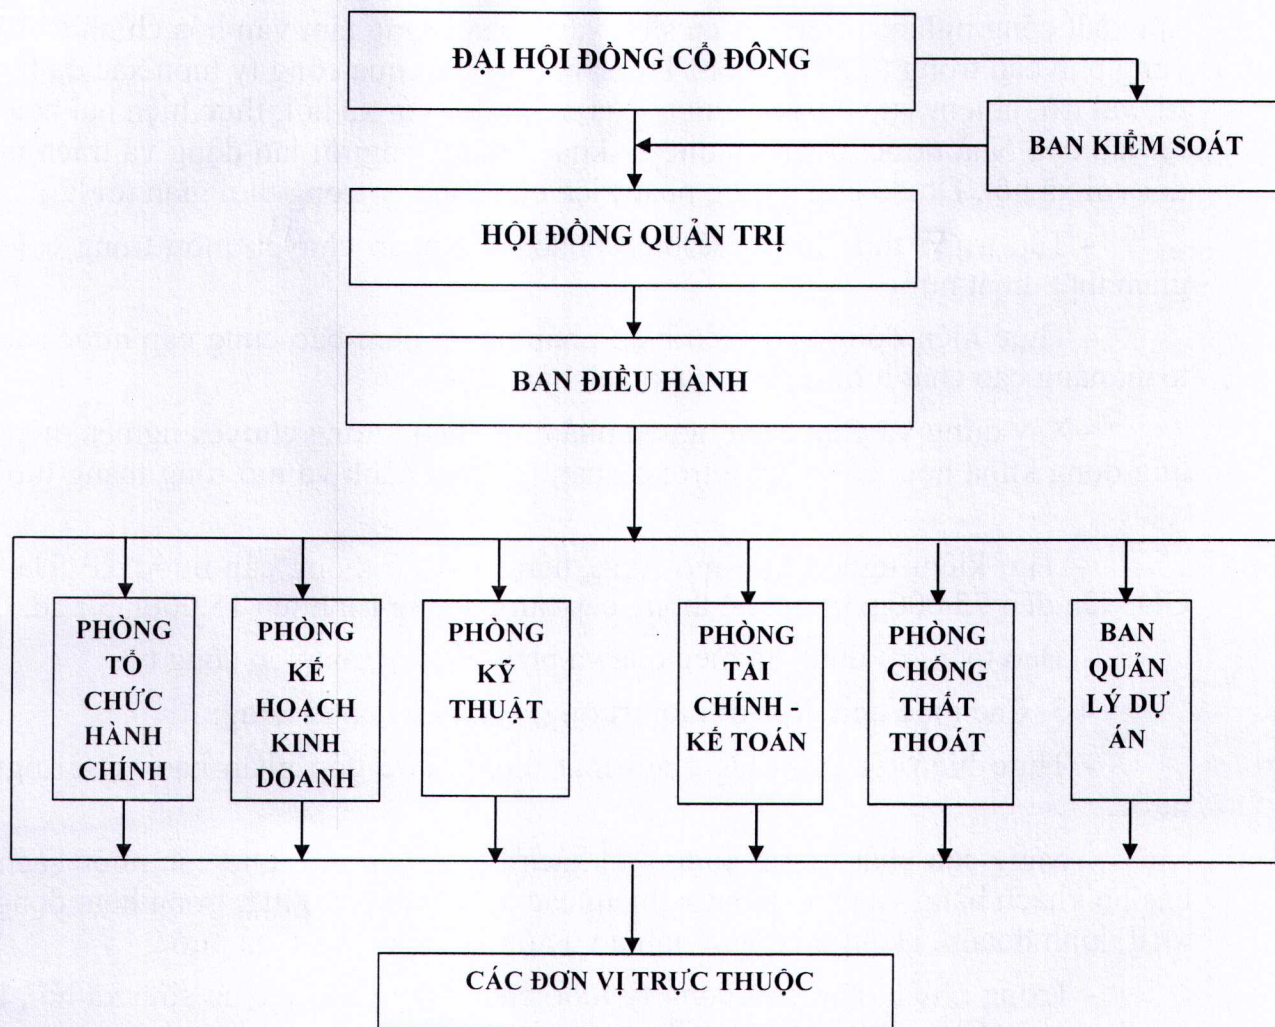 ĐẠI HỘI ĐỒNG CỔ ĐÔNG
BAN KIỂM SOÁT
HỘI ĐỒNG QUẢN TRỊ
BAN ĐIỀU HÀNH
PHÒNG
TỔ
CHỨC
HÀNH
CHÍNH
PHÒNG
KẾ
HOẠCH
KINH
DOANH
PHÒNG
KỸ
THUẬT
PHÒNG
TÀI
CHÍNH -
KẾ TOÁN
PHÒNG
CHỐNG
THẤT
THOÁT
BAN
QUẢN
LÝ DỰ
ÁN
CÁC ĐƠN VỊ TRỰC THUỘC